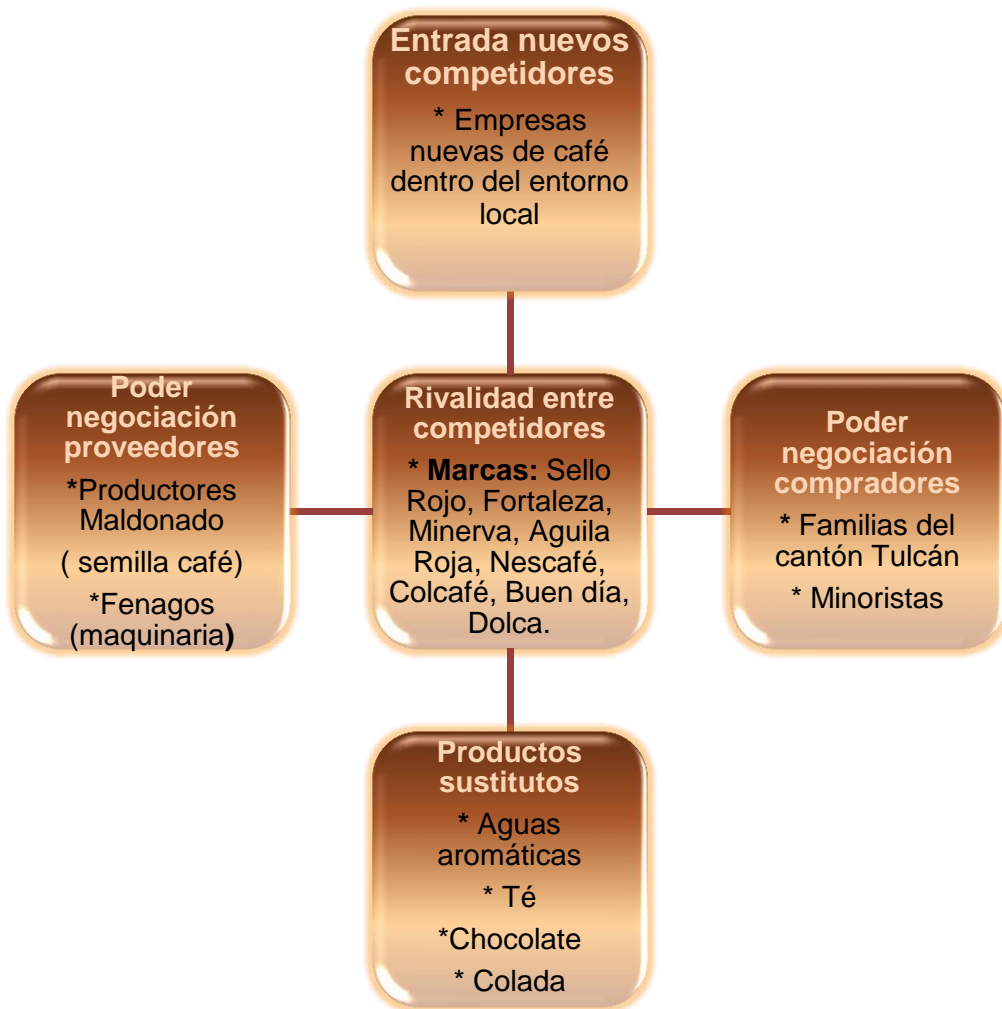 Entrada nuevos
competidores
* Empresas
nuevas de café
dentro del entorno
local
Poder
negociación
proveedores
*Productores
Maldonado
( semilla café)
*Fenagos
(maquinaria)
Rivalidad entre
competidores
* Marcas: Sello
Rojo, Fortaleza,
Minerva, Aguila
Roja, Nescafé,
Colcafé, Buen día,
Dolca.
Poder
negociación
compradores
* Familias del
cantón Tulcán
* Minoristas
Productos
sustitutos
* Aguas
aromáticas
* Té
*Chocolate
* Colada